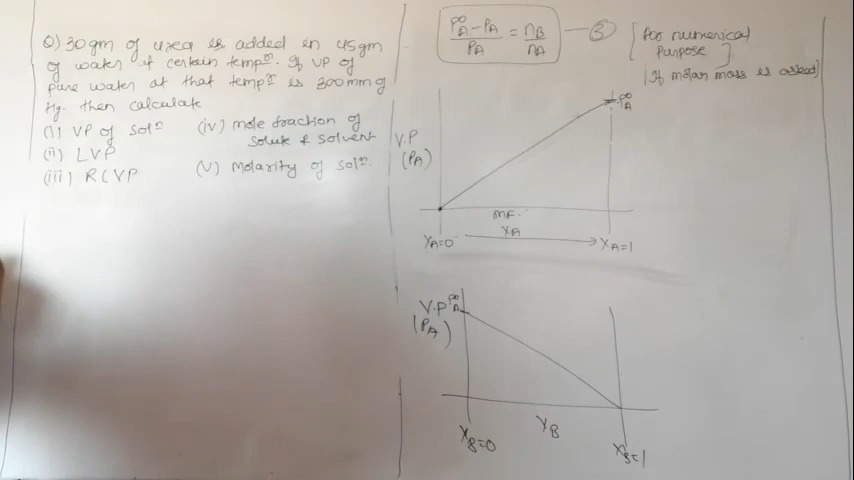 Q) 30gm of urea is added in 45gm
of water at certain tempr. If VP of
pure water at that tempr is 300mm of
Hg. then calculate
(i) VP of soln
(ii) LVP
(iii) RLVP
(iv) mole fraction of
solute & solvent
(v) Molarity of soln.
P°A - PA / PA = nB / nA — 3
[for numerical
Purpose]
[If molar mass is asked]
V.P
(PA)
P°A
MF.
XA=0
XA
XA=1
V.P
P°A
(PA)
XB=0
XB
XB=1